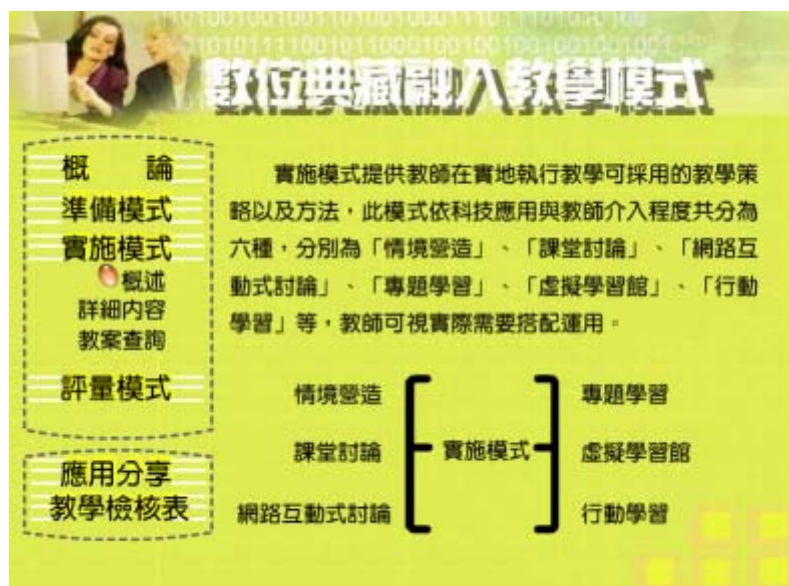 數位典藏融入教學模式
概 論
準備模式
實施模式
概述
詳細內容
教案查詢
評量模式
應用分享
教學檢核表
實施模式提供教師在實地執行教學可採用的教學策
略以及方法，此模式依科技應用與教師介入程度共分為
六種，分別為「情境營造」、「課堂討論」、「網路互
動式討論」、「專題學習」、「虛擬學習館」、「行動
學習」等，教師可視實際需要搭配運用。
情境營造
課堂討論
網路互動式討論
實施模式
專題學習
虛擬學習館
行動學習